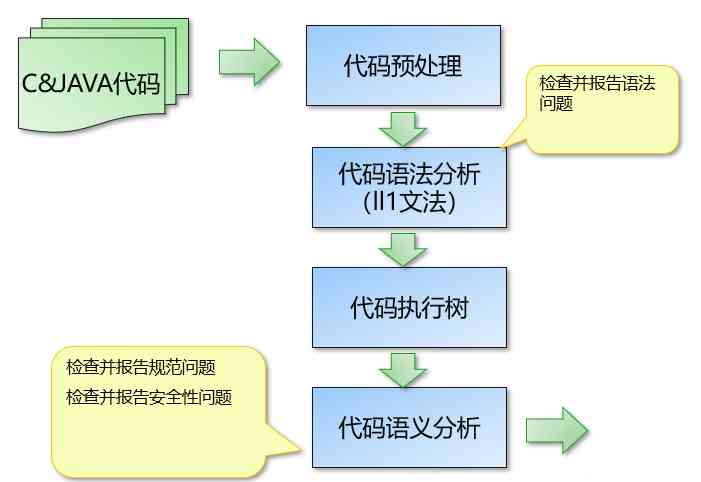 C&JAVA代码
代码预处理
检查并报告语法
问题
代码语法分析
（ll1文法）
代码执行树
检查并报告规范问题
检查并报告安全性问题
代码语义分析